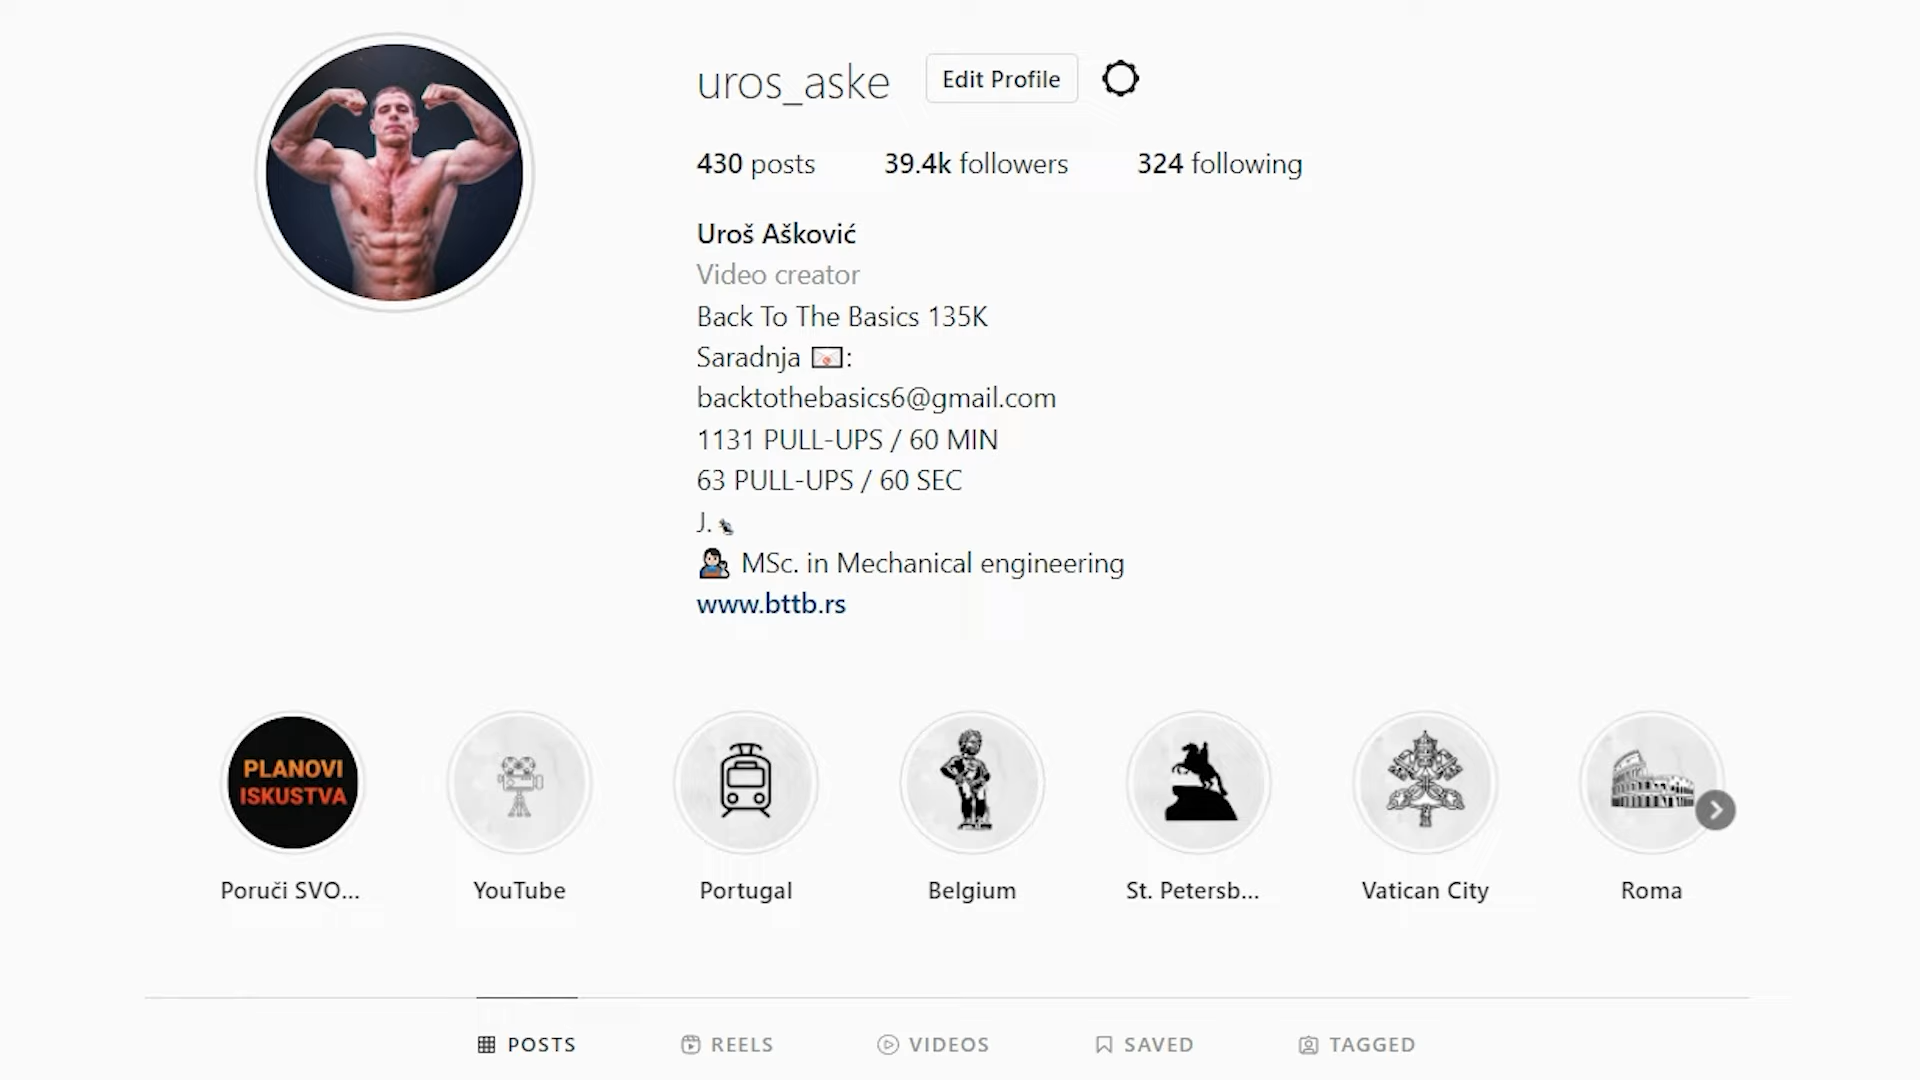 uros_aske Edit Profile
430 posts 39.4k followers 324 following
Uroš Ašković
Video creator
Back To The Basics 135K
Saradnja 💌:
backtothebasics6@gmail.com
1131 PULL-UPS / 60 MIN
63 PULL-UPS / 60 SEC
J.
MSc. in Mechanical engineering
www.bttb.rs
PLANOVI
ISKUSTVA
Poruči SVO... YouTube Portugal Belgium St. Petersb... Vatican City Roma
POSTS REELS VIDEOS SAVED TAGGED